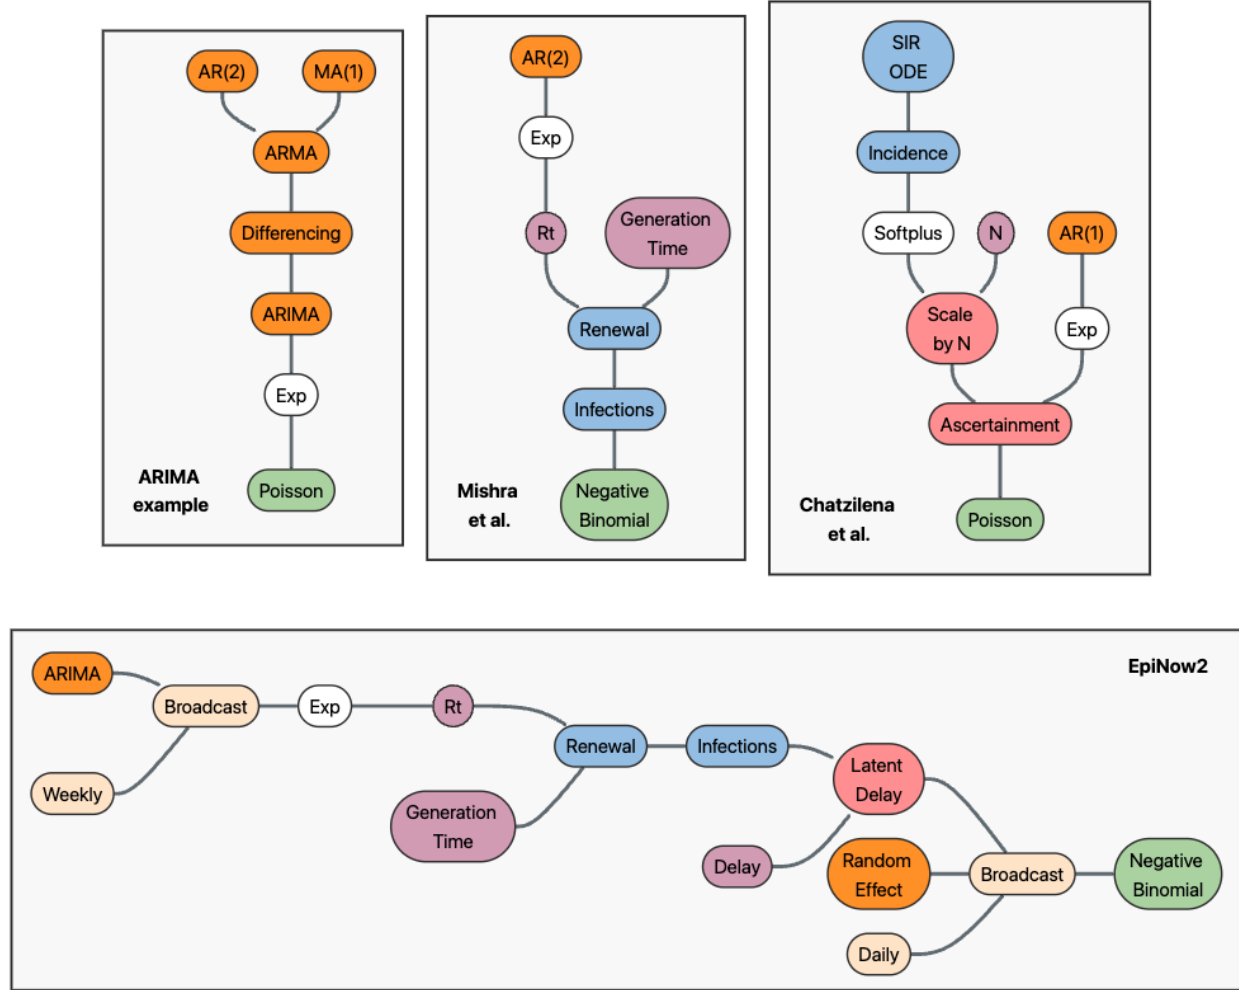 AR(2)
MA(1)
ARMA
Differencing
ARIMA
Exp
Poisson
ARIMA
example
AR(2)
Exp
Rt
Generation
Time
Renewal
Infections
Negative
Binomial
Mishra
et al.
SIR
ODE
Incidence
Softplus
N
AR(1)
Scale
by N
Exp
Ascertainment
Poisson
Chatzilena
et al.
EpiNow2
ARIMA
Broadcast
Exp
Rt
Weekly
Renewal
Infections
Generation
Time
Latent
Delay
Delay
Random
Effect
Broadcast
Negative
Binomial
Daily